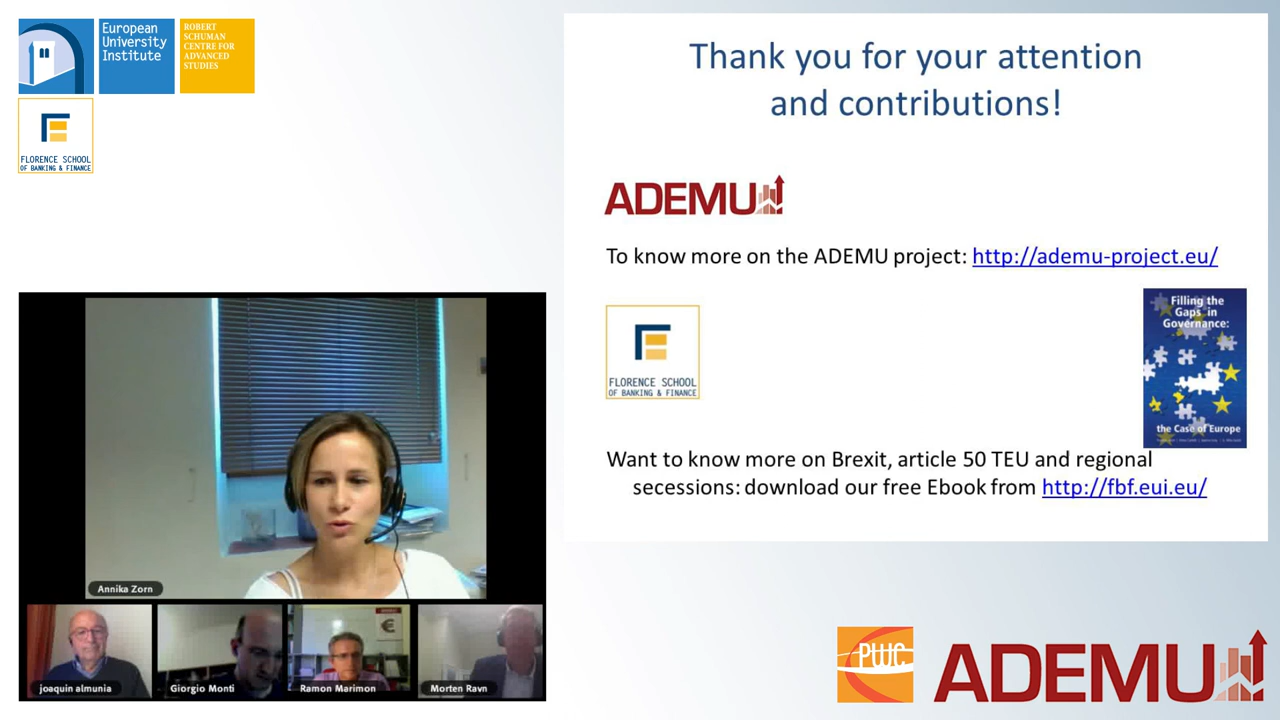 European
University
Institute
ROBERT
SCHUMAN
CENTRE FOR
ADVANCED
STUDIES
FLORENCE SCHOOL
OF BANKING & FINANCE
Thank you for your attention
and contributions!
ADEMU
To know more on the ADEMU project: http://ademu-project.eu/
FLORENCE SCHOOL
OF BANKING & FINANCE
Filling the
Gaps in
Governance:
the Case of Europe
Want to know more on Brexit, article 50 TEU and regional
secessions: download our free Ebook from http://fbf.eui.eu/
Annika Zorn
joaquin almunia
Giorgio Monti
€
Ramon Marimon
Morten Ravn
PWC
ADEMU